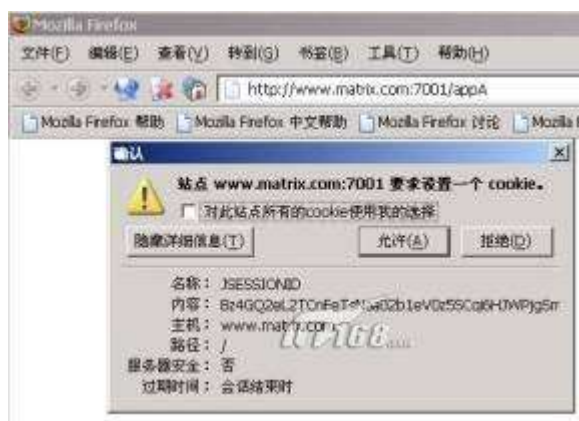 Mozilla Firefox
文件(F) 编辑(E) 查看(V) 转到(G) 书签(B) 工具(T) 帮助(H)
http://www.matrix.com:7001/appA
Mozilla Firefox 帮助 Mozilla Firefox 中文帮助 Mozilla Firefox 讨论 Mozilla
确认
站点 www.matrix.com:7001 要求设置一个 cookie。
对此站点所有的cookie使用我的选择
隐藏详细信息(T) 允许(A) 拒绝(D)
名称： JSESSIONID
内容：
主机： www.matrix.com
路径： /
服务器安全： 否
过期时间： 会话结束时
IT168.com